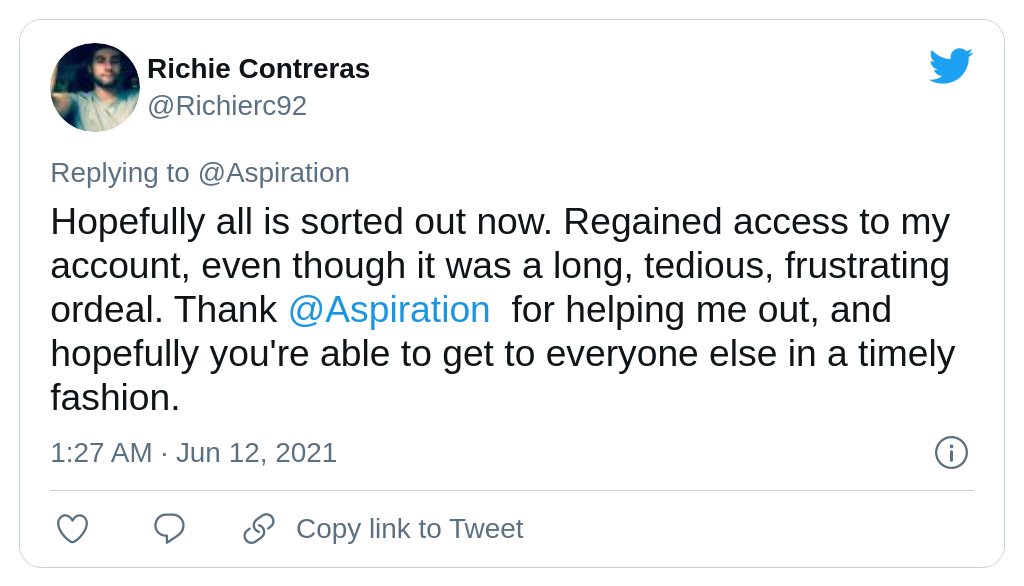 Richie Contreras
@Richierc92
Replying to @Aspiration
Hopefully all is sorted out now. Regained access to my
account, even though it was a long, tedious, frustrating
ordeal. Thank @Aspiration  for helping me out, and
hopefully you're able to get to everyone else in a timely
fashion.
1:27 AM · Jun 12, 2021
Copy link to Tweet